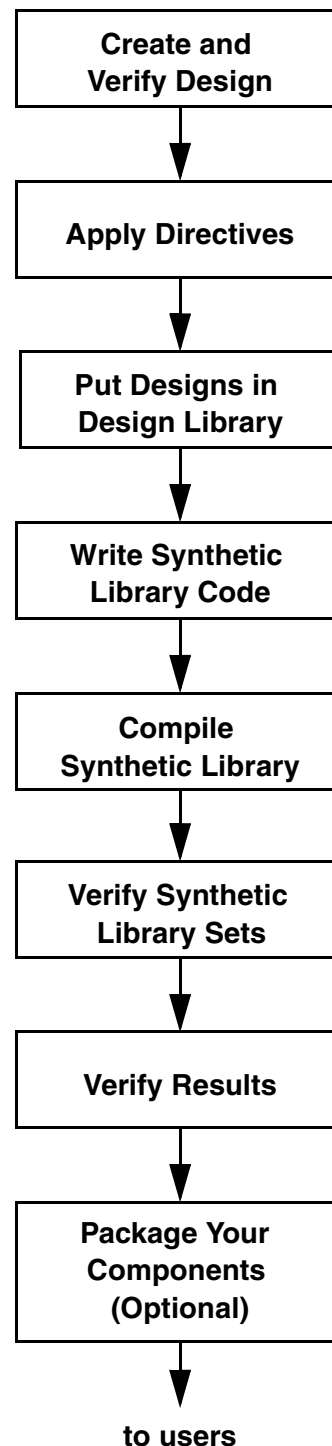 Create and
Verify Design
Apply Directives
Put Designs in
Design Library
Write Synthetic
Library Code
Compile
Synthetic Library
Verify Synthetic
Library Sets
Verify Results
Package Your
Components
(Optional)
to users